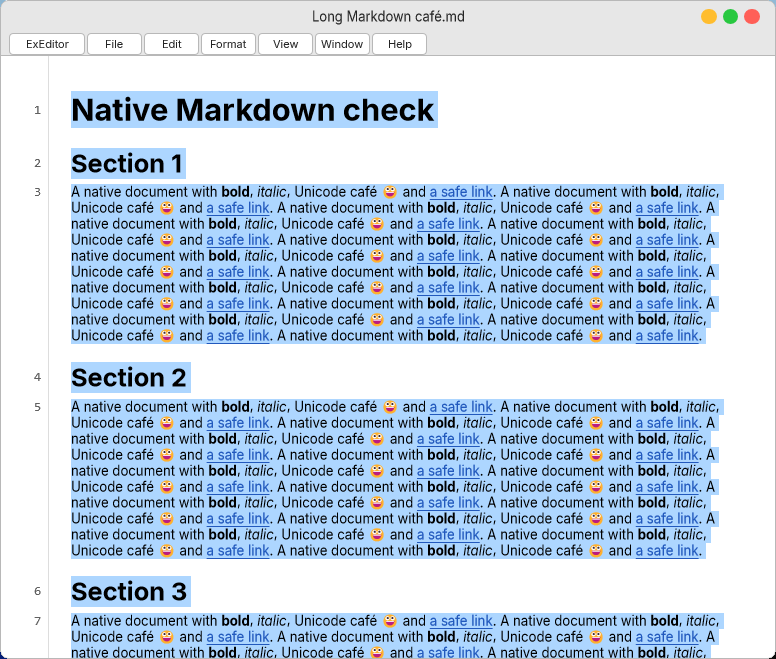 Long Markdown café.md
ExEditor File Edit Format View Window Help
1 Native Markdown check
2 Section 1
3 A native document with bold, italic, Unicode café 😀 and a safe link. A native document with bold, italic,
Unicode café 😀 and a safe link. A native document with bold, italic, Unicode café 😀 and a safe link. A
native document with bold, italic, Unicode café 😀 and a safe link. A native document with bold, italic,
Unicode café 😀 and a safe link. A native document with bold, italic, Unicode café 😀 and a safe link. A
native document with bold, italic, Unicode café 😀 and a safe link. A native document with bold, italic,
Unicode café 😀 and a safe link. A native document with bold, italic, Unicode café 😀 and a safe link. A
native document with bold, italic, Unicode café 😀 and a safe link. A native document with bold, italic,
Unicode café 😀 and a safe link. A native document with bold, italic, Unicode café 😀 and a safe link. A
native document with bold, italic, Unicode café 😀 and a safe link. A native document with bold, italic,
Unicode café 😀 and a safe link. A native document with bold, italic, Unicode café 😀 and a safe link.
4 Section 2
5 A native document with bold, italic, Unicode café 😀 and a safe link. A native document with bold, italic,
Unicode café 😀 and a safe link. A native document with bold, italic, Unicode café 😀 and a safe link. A
native document with bold, italic, Unicode café 😀 and a safe link. A native document with bold, italic,
Unicode café 😀 and a safe link. A native document with bold, italic, Unicode café 😀 and a safe link. A
native document with bold, italic, Unicode café 😀 and a safe link. A native document with bold, italic,
Unicode café 😀 and a safe link. A native document with bold, italic, Unicode café 😀 and a safe link. A
native document with bold, italic, Unicode café 😀 and a safe link. A native document with bold, italic,
Unicode café 😀 and a safe link. A native document with bold, italic, Unicode café 😀 and a safe link. A
native document with bold, italic, Unicode café 😀 and a safe link. A native document with bold, italic,
Unicode café 😀 and a safe link. A native document with bold, italic, Unicode café 😀 and a safe link.
6 Section 3
7 A native document with bold, italic, Unicode café 😀 and a safe link. A native document with bold, italic,
Unicode café 😀 and a safe link. A native document with bold, italic, Unicode café 😀 and a safe link. A
native document with bold, italic, Unicode café 😀 and a safe link. A native document with bold, italic,